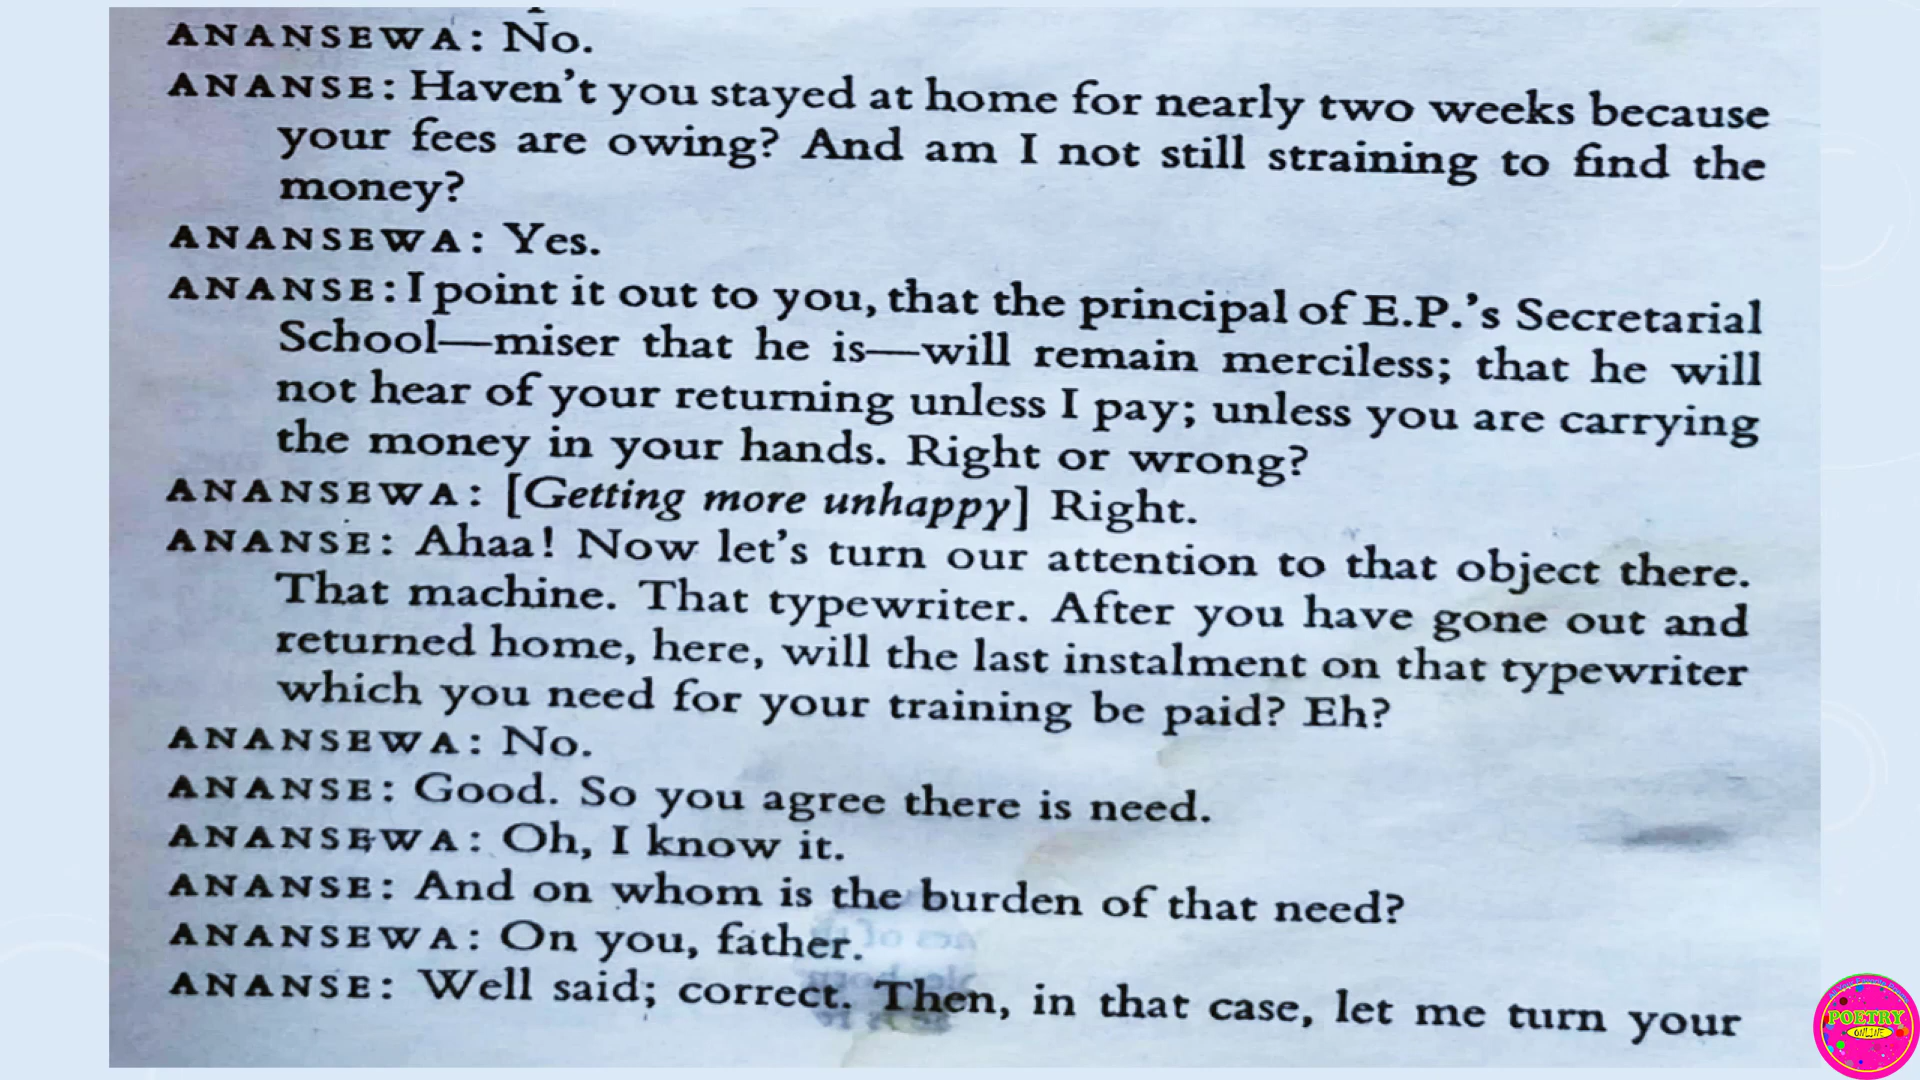 ANANSEWA: No.
ANANSE: Haven't you stayed at home for nearly two weeks because
your fees are owing? And am I not still straining to find the
money?
ANANSEWA: Yes.
ANANSE: I point it out to you, that the principal of E.P.'s Secretarial
School—miser that he is—will remain merciless; that he will
not hear of your returning unless I pay; unless you are carrying
the money in your hands. Right or wrong?
ANANSEWA: [Getting more unhappy] Right.
ANANSE: Ahaa! Now let's turn our attention to that object there.
That machine. That typewriter. After you have gone out and
returned home, here, will the last instalment on that typewriter
which you need for your training be paid? Eh?
ANANSEWA: No.
ANANSE: Good. So you agree there is need.
ANANSEWA: Oh, I know it.
ANANSE: And on whom is the burden of that need?
ANANSEWA: On you, father.
ANANSE: Well said; correct. Then, in that case, let me turn your
POETRY
ONLINE